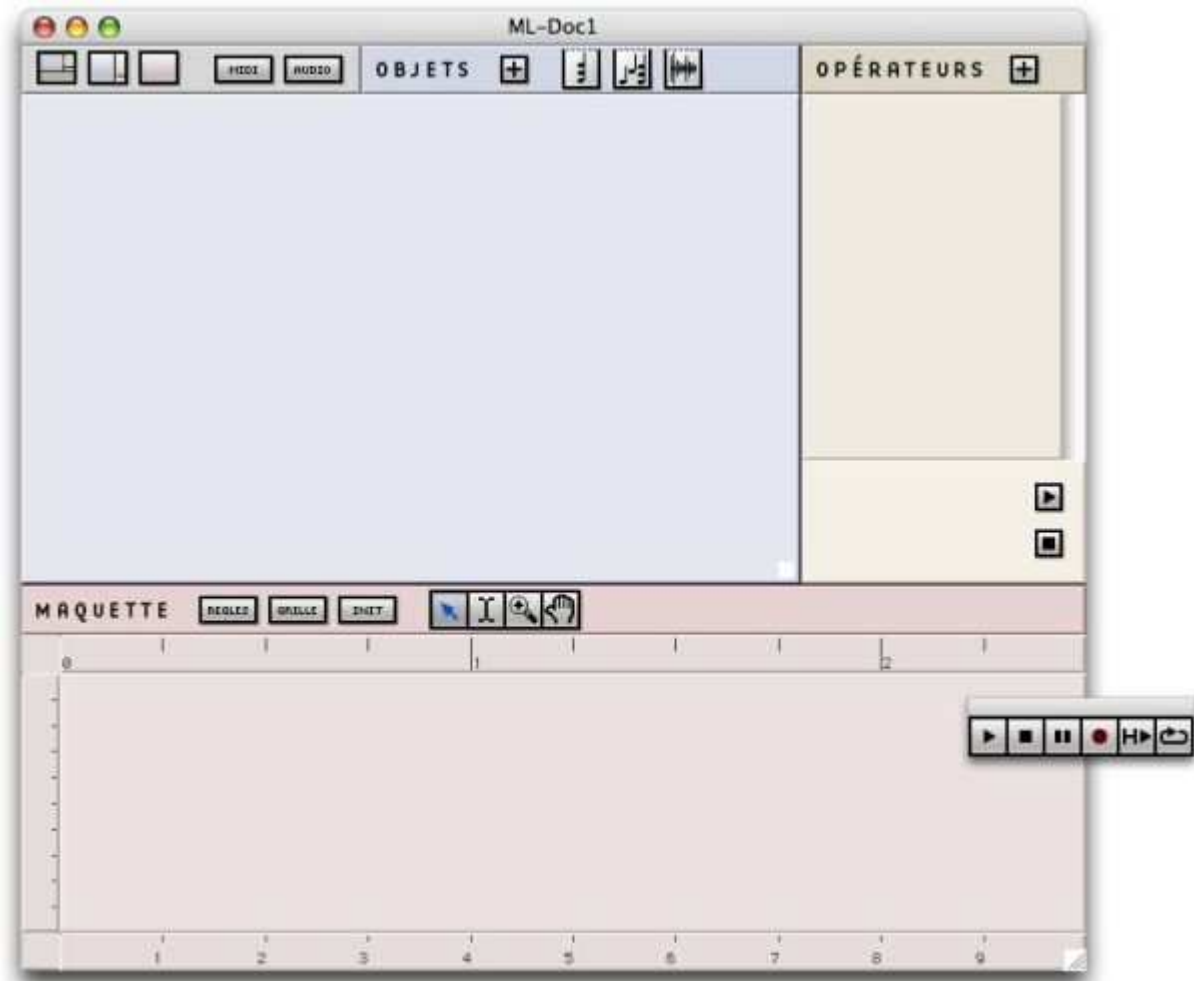 ML-Doc1
MIDI AUDIO OBJETS OPÉRATEURS
MAQUETTE REGLES GRILLE INIT
0 1 2
1 2 3 4 5 6 7 8 9